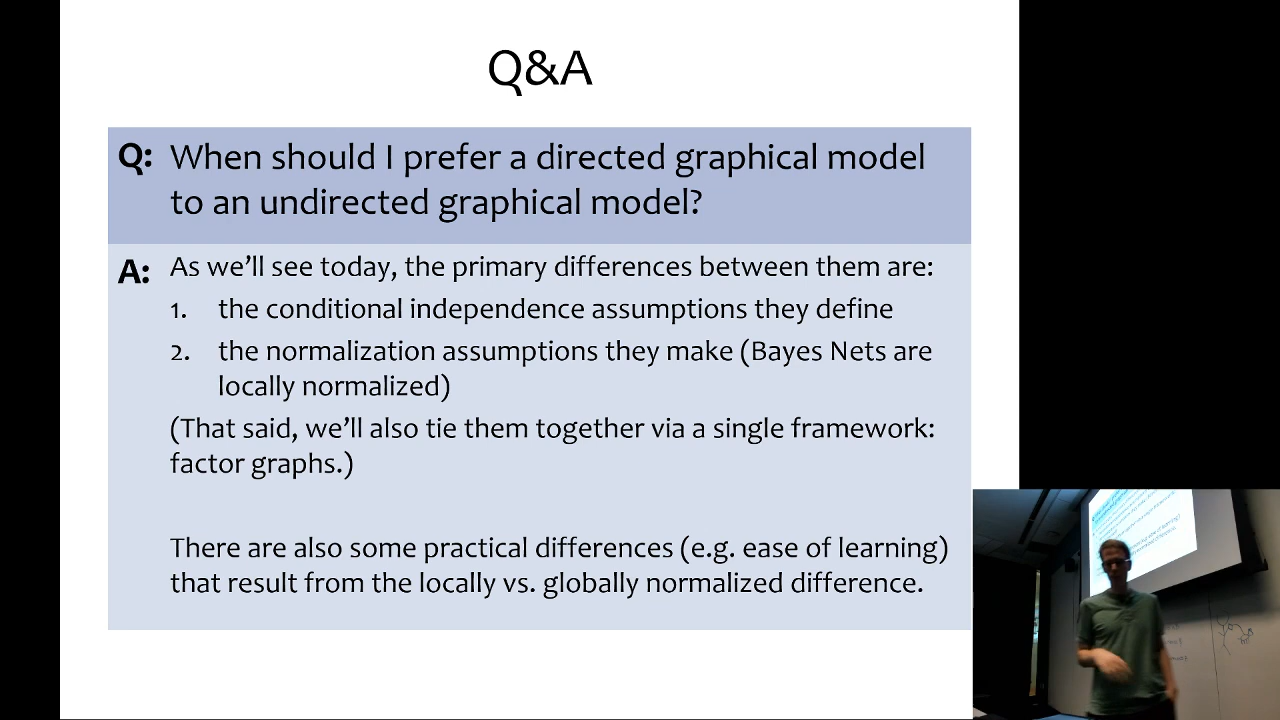 Q&A
Q: When should I prefer a directed graphical model
to an undirected graphical model?
A: As we'll see today, the primary differences between them are:
1. the conditional independence assumptions they define
2. the normalization assumptions they make (Bayes Nets are
locally normalized)
(That said, we'll also tie them together via a single framework:
factor graphs.)
There are also some practical differences (e.g. ease of learning)
that result from the locally vs. globally normalized difference.